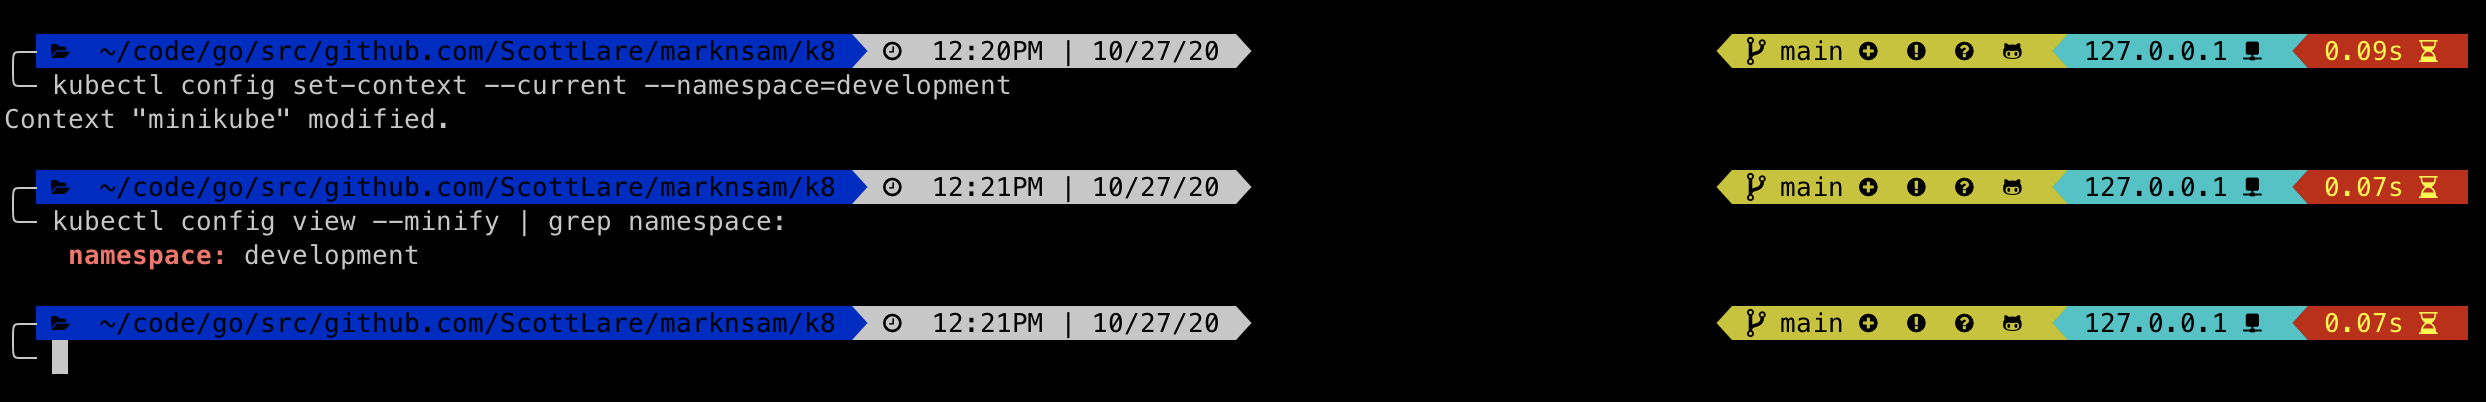 ~/code/go/src/github.com/ScottLare/marknsam/k8 12:20PM | 10/27/20 main 127.0.0.1 0.09s
kubectl config set-context --current --namespace=development
Context "minikube" modified.
~/code/go/src/github.com/ScottLare/marknsam/k8 12:21PM | 10/27/20 main 127.0.0.1 0.07s
kubectl config view --minify | grep namespace:
namespace: development
~/code/go/src/github.com/ScottLare/marknsam/k8 12:21PM | 10/27/20 main 127.0.0.1 0.07s